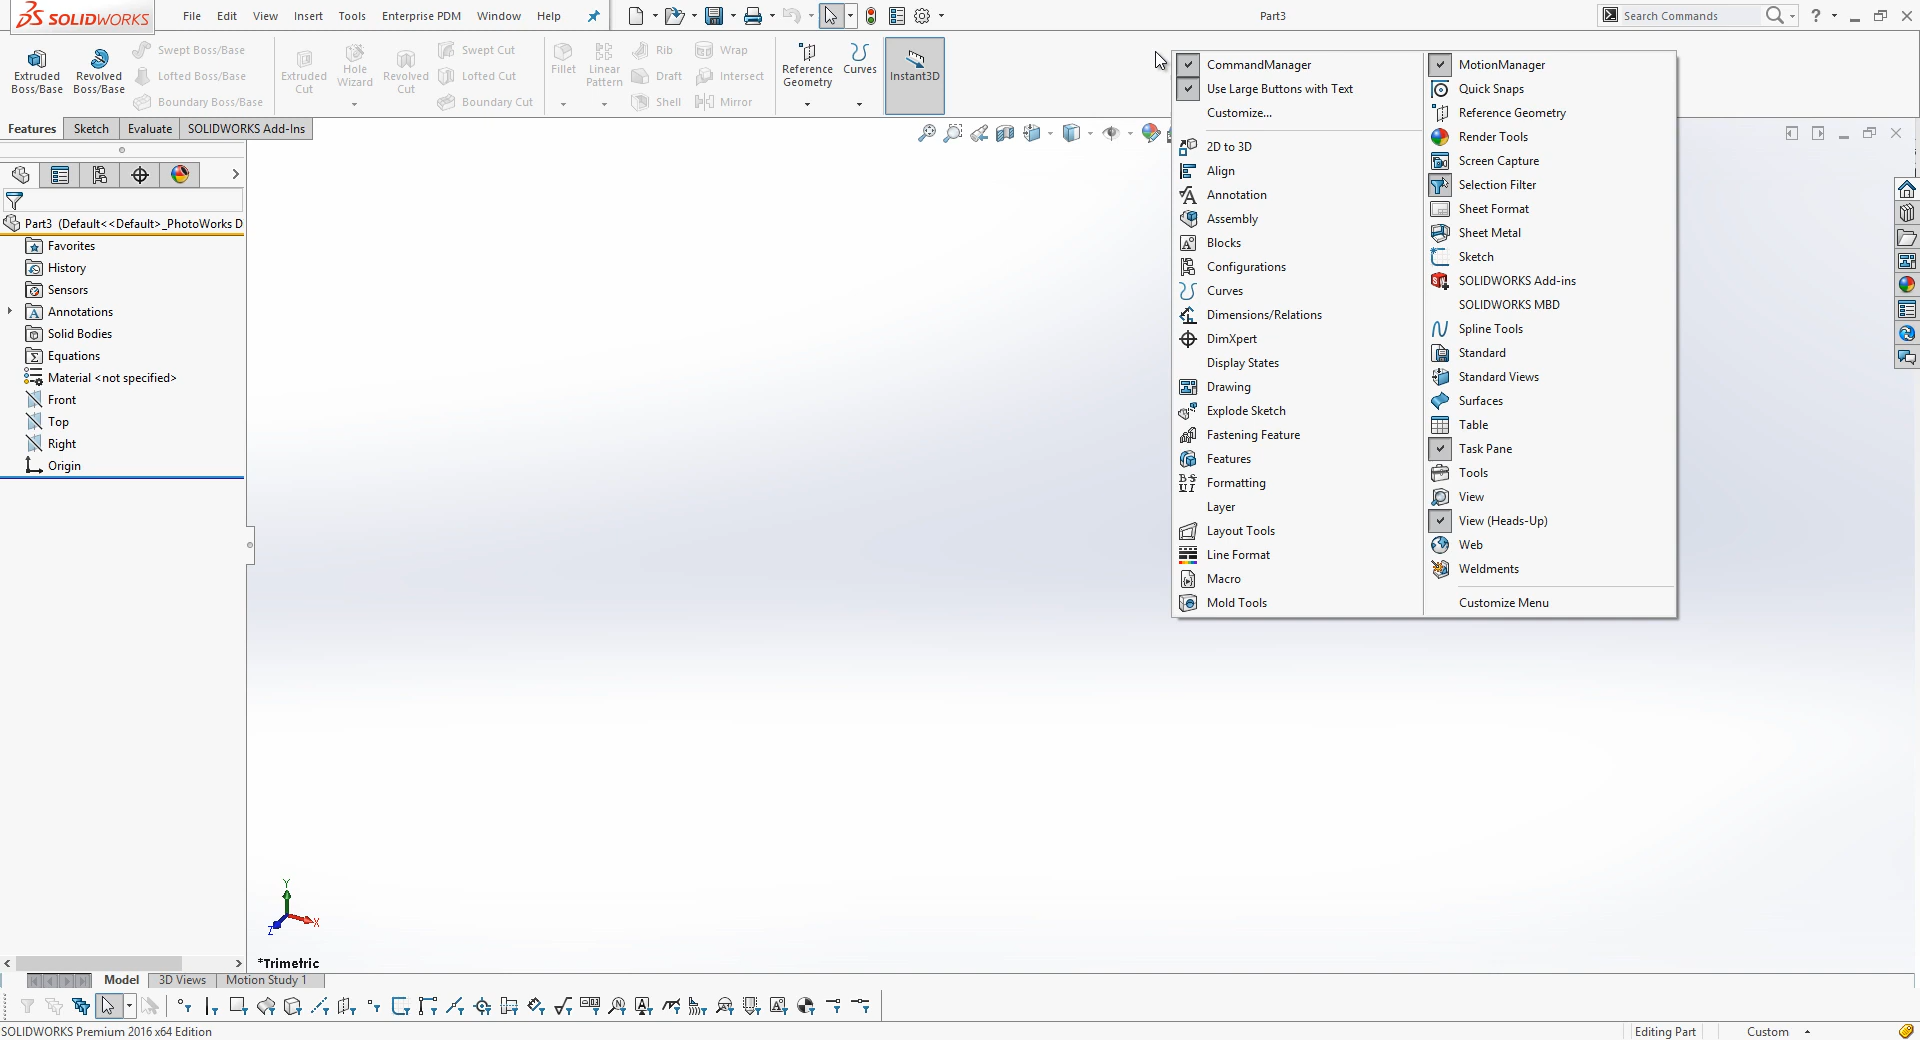 SOLIDWORKS File Edit View Insert Tools Enterprise PDM Window Help Part3 Search Commands ?
Extruded Boss/Base
Revolved Boss/Base
Swept Boss/Base
Lofted Boss/Base
Boundary Boss/Base
Extruded Cut
Hole Wizard
Revolved Cut
Swept Cut
Lofted Cut
Boundary Cut
Fillet
Linear Pattern
Rib
Draft
Shell
Wrap
Intersect
Mirror
Reference Geometry
Curves
Instant3D
Features Sketch Evaluate SOLIDWORKS Add-Ins
Part3 (Default<<Default>_PhotoWorks D
Favorites
History
Sensors
Annotations
Solid Bodies
Equations
Material <not specified>
Front
Top
Right
Origin
CommandManager
Use Large Buttons with Text
Customize...
2D to 3D
Align
Annotation
Assembly
Blocks
Configurations
Curves
Dimensions/Relations
DimXpert
Display States
Drawing
Explode Sketch
Fastening Feature
Features
Formatting
Layer
Layout Tools
Line Format
Macro
Mold Tools
MotionManager
Quick Snaps
Reference Geometry
Render Tools
Screen Capture
Selection Filter
Sheet Format
Sheet Metal
Sketch
SOLIDWORKS Add-ins
SOLIDWORKS MBD
Spline Tools
Standard
Standard Views
Surfaces
Table
Task Pane
Tools
View
View (Heads-Up)
Web
Weldments
Customize Menu
Y
X
Z
*Trimetric
Model 3D Views Motion Study 1
SOLIDWORKS Premium 2016 x64 Edition Editing Part Custom